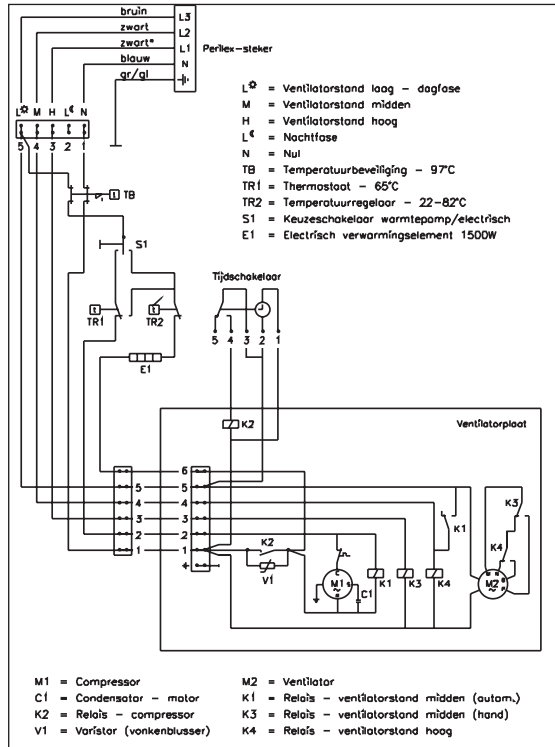 bruin
L3
zwart
L2
zwart*
L1
Perilex-steker
blauw
N
gr/gl
L☼ M H L☾ N
5 4 3 2 1
L☼ = Ventilatorstand laag - dagfase
M = Ventilatorstand midden
H = Ventilatorstand hoog
L☾ = Nachtfase
N = Nul
TB = Temperatuurbeveiliging - 97°C
TR1 = Thermostaat - 65°C
TR2 = Temperatuurregelaar - 22-82°C
S1 = Keuzeschakelaar warmtepomp/electrisch
E1 = Electrisch verwarmingselement 1500W
t TB
S1
Tijdschakelaar
t TR1
t TR2
5 4 3 2 1
E1
K2
Ventilatorplaat
6
5 5
4 4
3 3
2 2
1 1
K2
V1
M1
C1
K1
K3
K4
K1
K3
K4
M2
M1 = Compressor
C1 = Condensator - motor
K2 = Relais - compressor
V1 = Varistor (vonkenblusser)
M2 = Ventilator
K1 = Relais - ventilatorstand midden (autom.)
K3 = Relais - ventilatorstand midden (hand)
K4 = Relais - ventilatorstand hoog